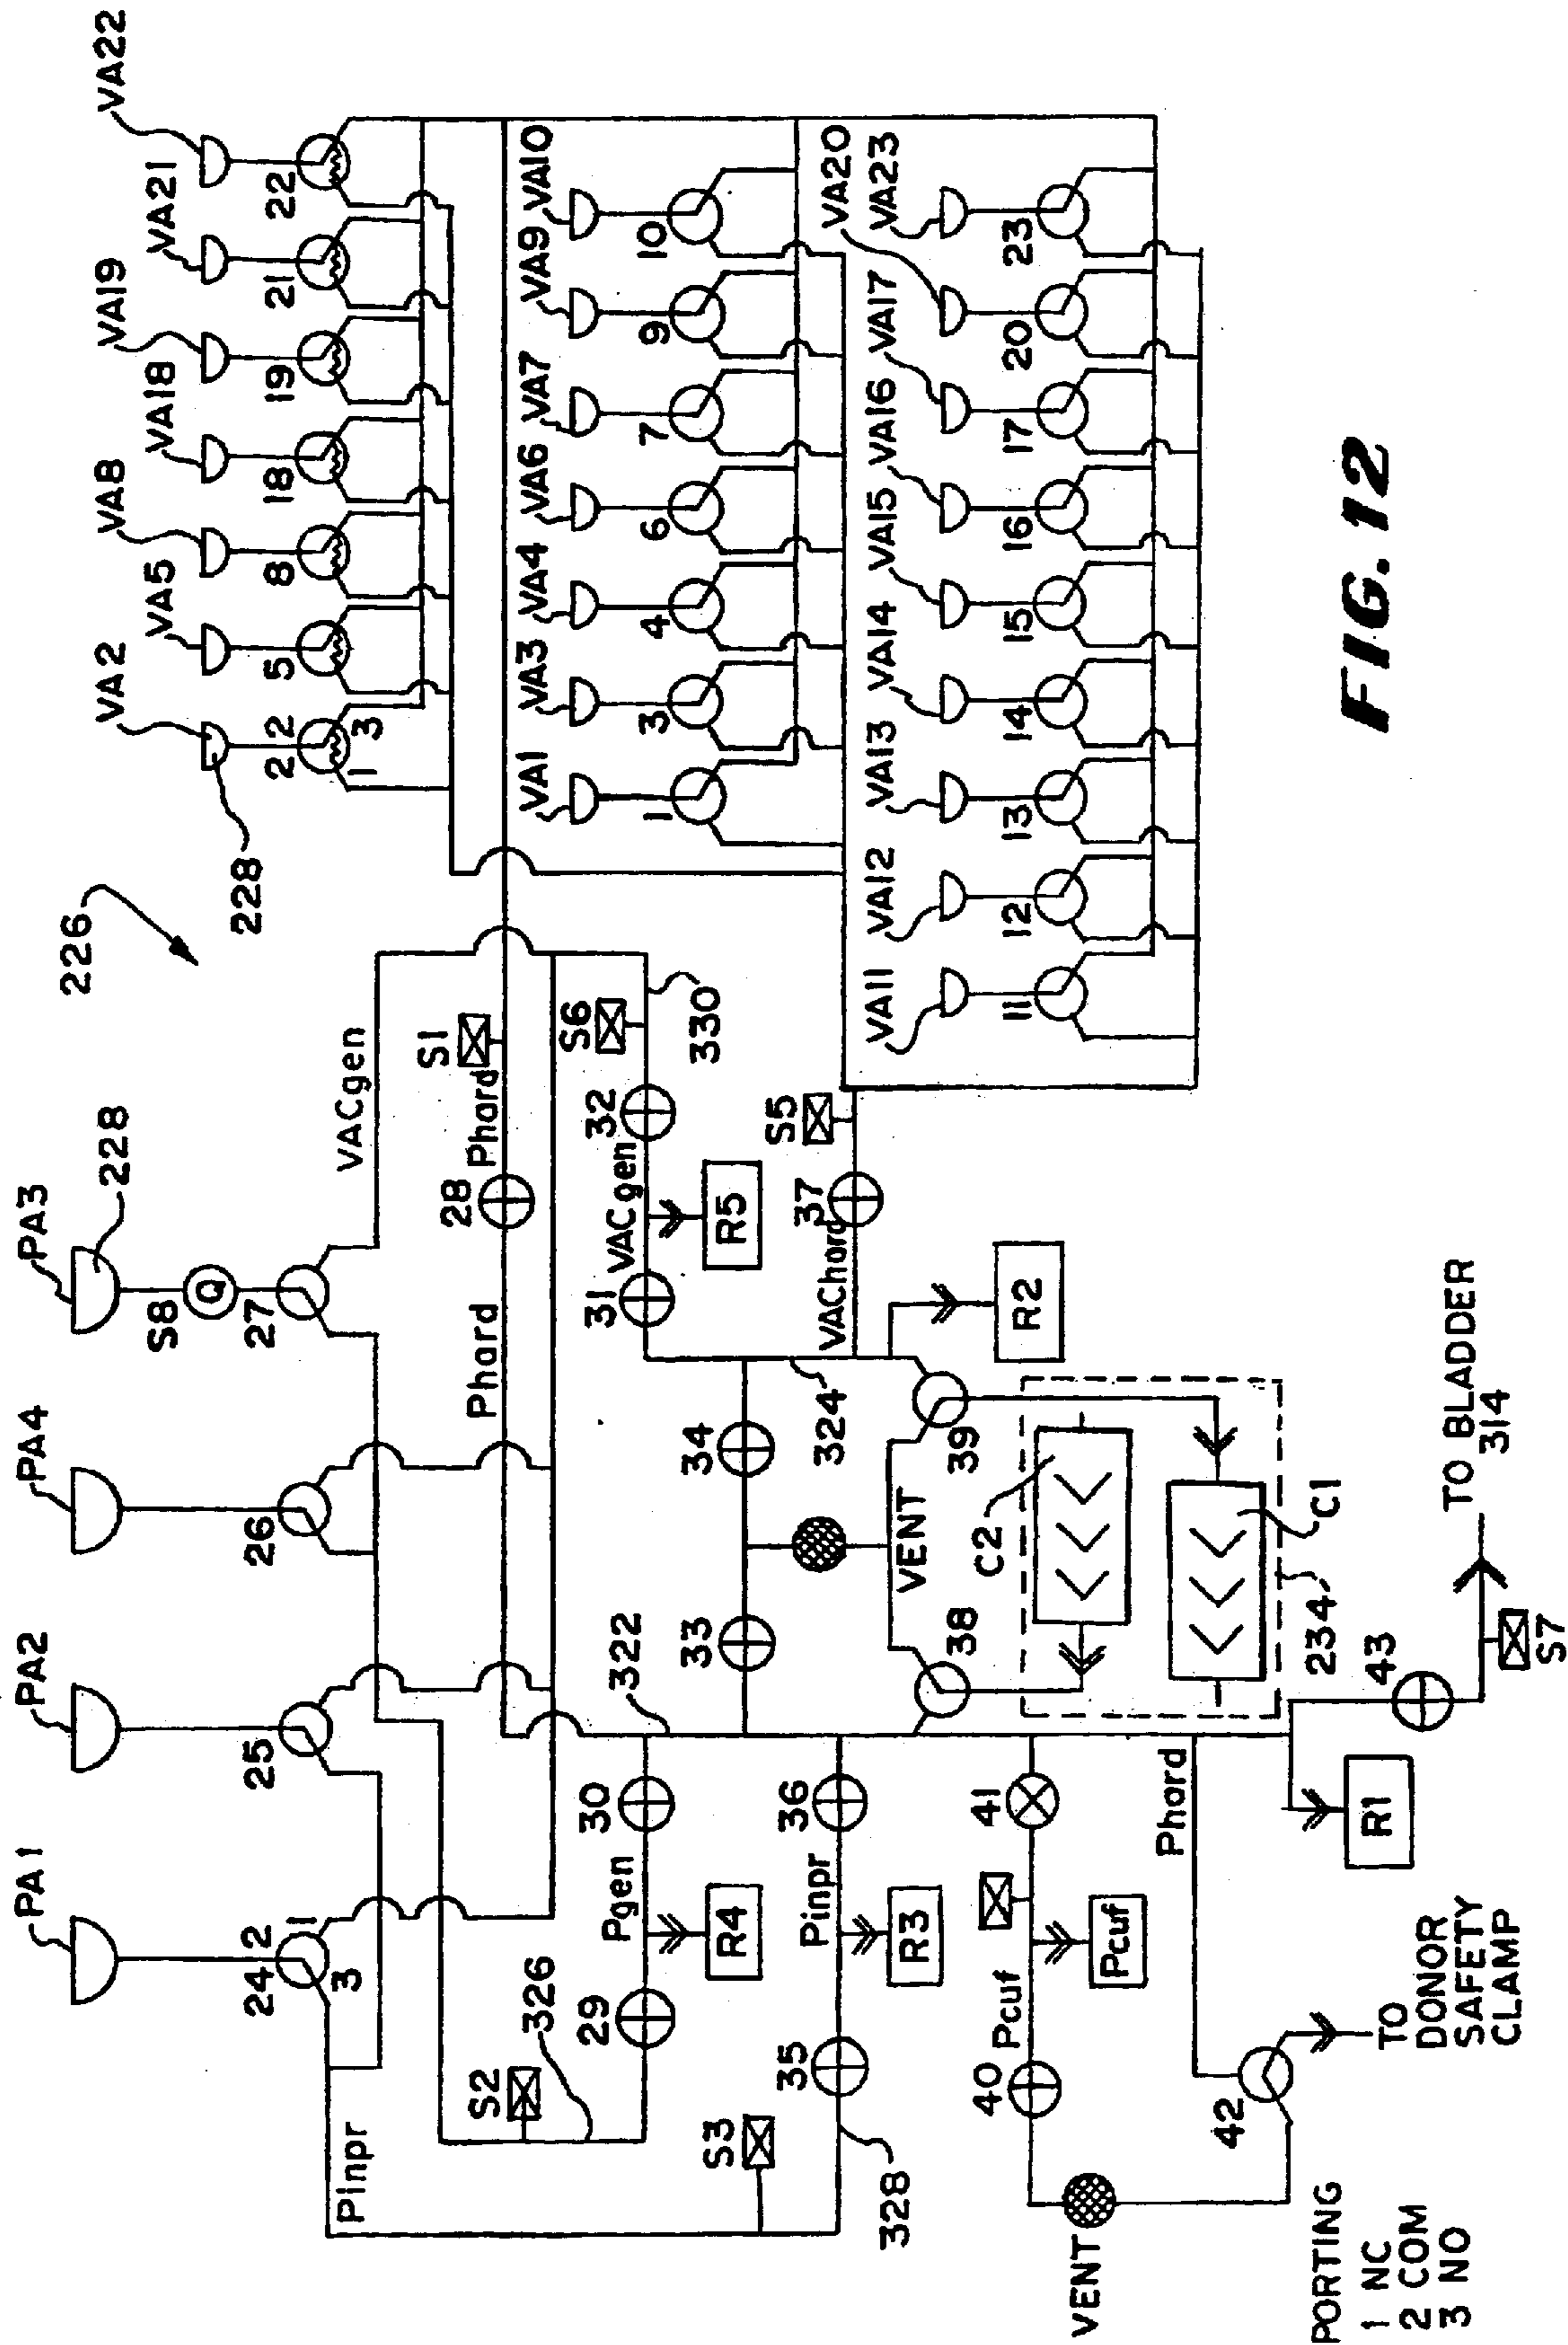 226
228
VA2
VA5
VA8
VA18
VA19
VA21
VA22
2
2
1
3
5
8
18
19
21
22
VA1
VA3
VA4
VA6
VA7
VA9
VA10
1
3
4
6
7
9
10
VA11
VA12
VA13
VA14
VA15
VA16
VA17
VA20
VA23
11
12
13
14
15
16
17
20
23
PA1
PA2
PA4
PA3
228
S8
Q
24
2
1
3
25
26
27
VACgen
PInpr
Phard
28
Phard
S1
S2
326
29
Pgen
30
322
R4
31
VACgen
32
S6
330
R5
S3
328
35
Pinpr
36
R3
33
34
324
VAChard
37
S5
VENT
38
39
R2
C2
C1
234
40
Pcuf
41
Pcuf
VENT
42
Phard
TO
DONOR
SAFETY
CLAMP
R1
43
S7
TO BLADDER
314
PORTING
1 NC
2 COM
3 NO
FIG. 12